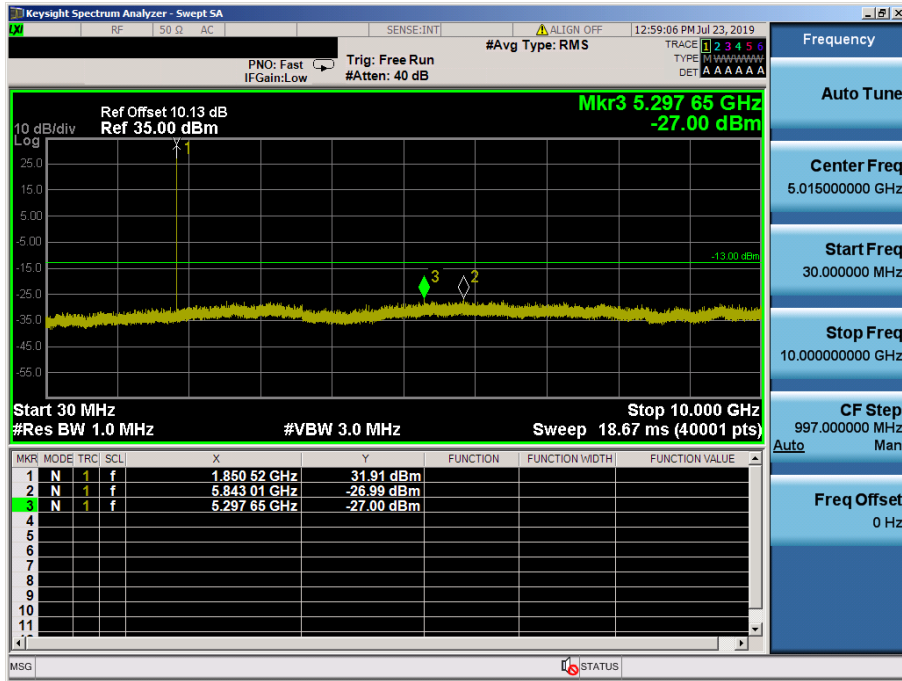 Keysight Spectrum Analyzer - Swept SA
LXI RF 50 Ω AC SENSE:INT ALIGN OFF 12:59:06 PM Jul 23, 2019
#Avg Type: RMS TRACE 1 2 3 4 5 6
PNO: Fast Trig: Free Run TYPE M WWWWW
IFGain:Low #Atten: 40 dB DET A A A A A A
Frequency
Auto Tune
Center Freq
5.015000000 GHz
Start Freq
30.000000 MHz
Stop Freq
10.000000000 GHz
CF Step
997.000000 MHz
Auto Man
Freq Offset
0 Hz
Mkr3 5.297 65 GHz
-27.00 dBm
Ref Offset 10.13 dB
10 dB/div Ref 35.00 dBm
Log
1
25.0
15.0
5.00
-5.00
-13.00 dBm
-15.0
3 2
-25.0
-35.0
-45.0
-55.0
Start 30 MHz Stop 10.000 GHz
#Res BW 1.0 MHz #VBW 3.0 MHz Sweep 18.67 ms (40001 pts)
MKR MODE TRC SCL X Y FUNCTION FUNCTION WIDTH FUNCTION VALUE
1 N 1 f 1.850 52 GHz 31.91 dBm
2 N 1 f 5.843 01 GHz -26.99 dBm
3 N 1 f 5.297 65 GHz -27.00 dBm
4
5
6
7
8
9
10
11
MSG STATUS